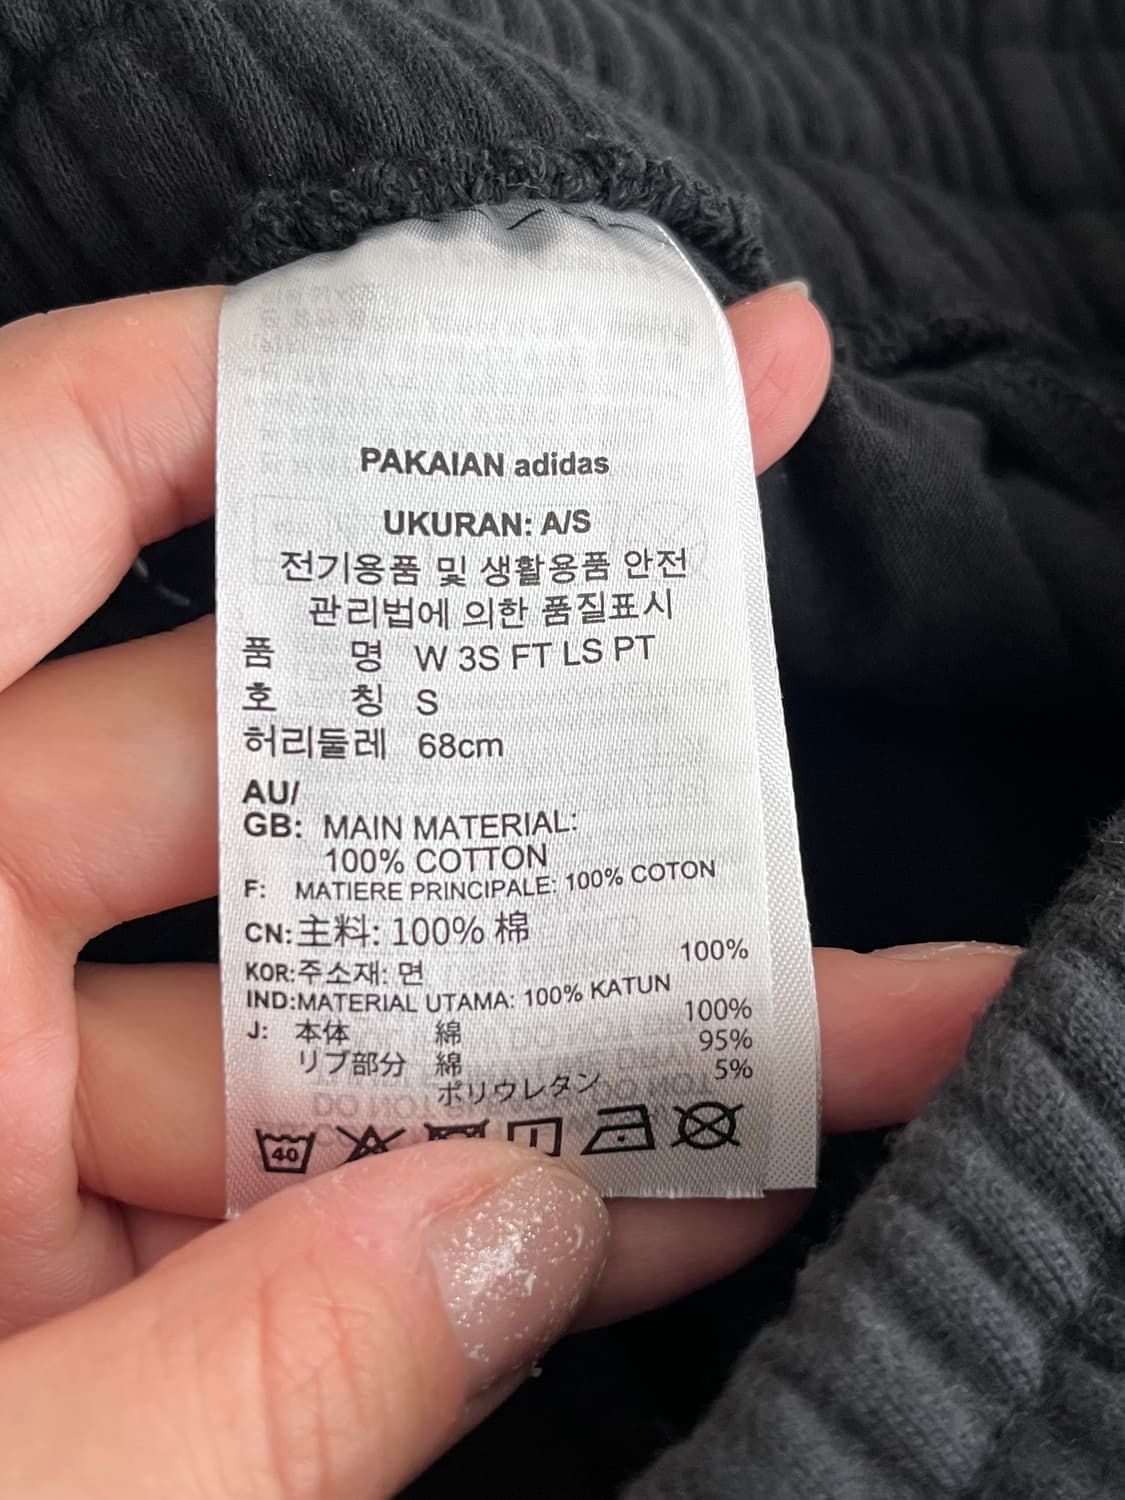 PAKAIAN adidas
UKURAN: A/S
전기용품 및 생활용품 안전
관리법에 의한 품질표시
품 명 W 3S FT LS PT
호 칭 S
허리둘레 68cm
AU/
GB: MAIN MATERIAL:
100% COTTON
F: MATIERE PRINCIPALE: 100% COTON
CN:主料: 100% 棉
KOR:주소재: 면 100%
IND:MATERIAL UTAMA: 100% KATUN
J: 本体 綿 100%
リブ部分 綿 95%
ポリウレタン 5%
40